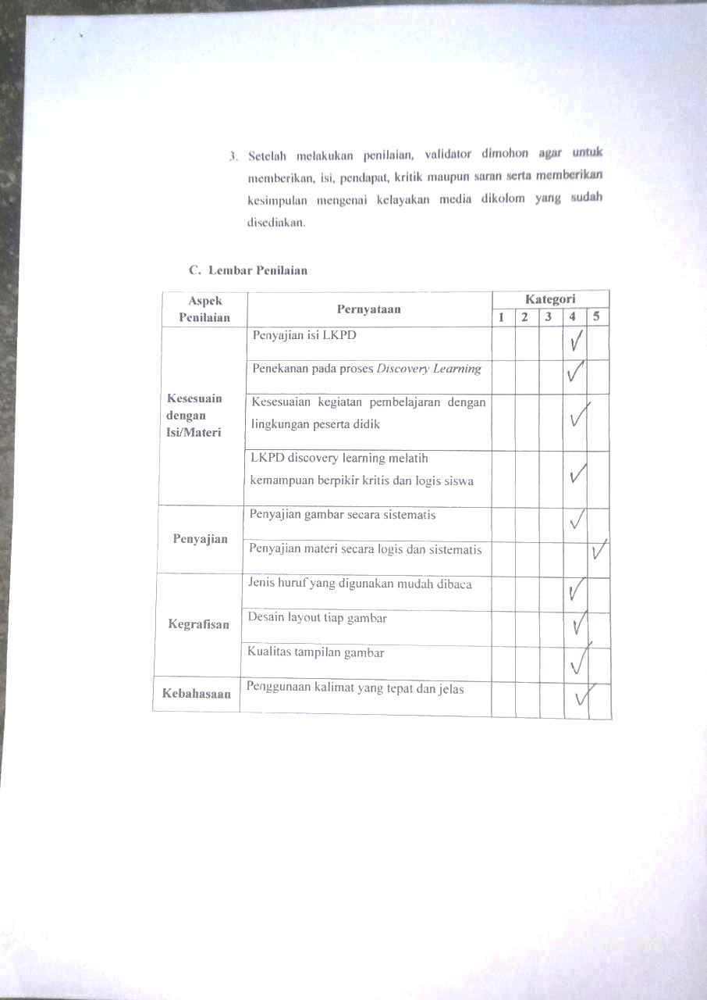 3. Setelah melakukan penilaian, validator dimohon agar untuk
memberikan, isi, pendapat, kritik maupun saran serta memberikan
kesimpulan mengenai kelayakan media dikolom yang sudah
disediakan.
C. Lembar Penilaian
Aspek Penilaian Pernyataan Kategori
1 2 3 4 5
Kesesuain
dengan
Isi/Materi
Penyajian isi LKPD ✓
Penekanan pada proses Discovery Learning ✓
Kesesuaian kegiatan pembelajaran dengan
lingkungan peserta didik ✓
LKPD discovery learning melatih
kemampuan berpikir kritis dan logis siswa ✓
Penyajian
Penyajian gambar secara sistematis ✓
Penyajian materi secara logis dan sistematis ✓
Kegrafisan
Jenis huruf yang digunakan mudah dibaca ✓
Desain layout tiap gambar ✓
Kualitas tampilan gambar ✓
Kebahasaan
Penggunaan kalimat yang tepat dan jelas ✓